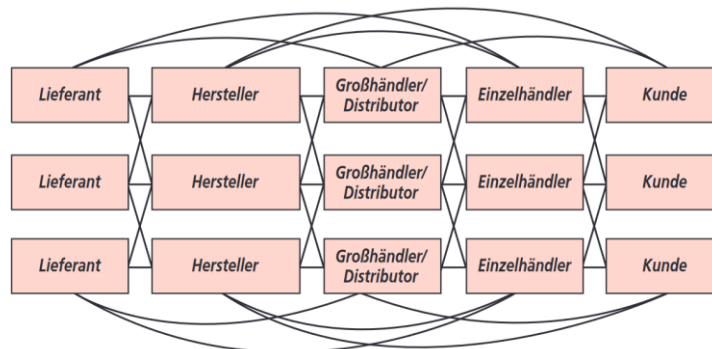 Lieferant
Hersteller
Großhändler/
Distributor
Einzelhändler
Kunde
Lieferant
Hersteller
Großhändler/
Distributor
Einzelhändler
Kunde
Lieferant
Hersteller
Großhändler/
Distributor
Einzelhändler
Kunde